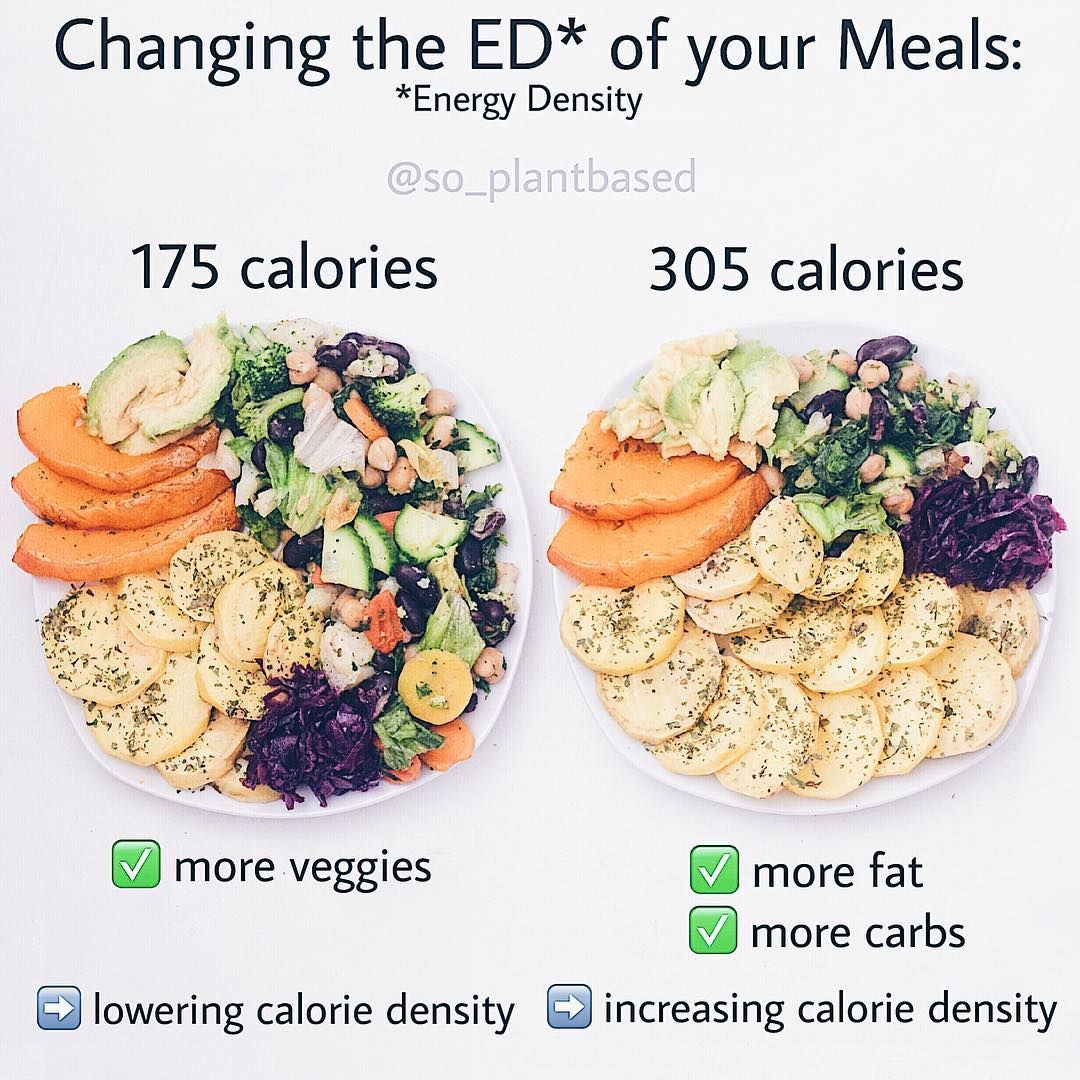 Changing the ED* of your Meals:
*Energy Density
@so_plantbased
175 calories
305 calories
✅ more veggies
✅ more fat
✅ more carbs
➡️ lowering calorie density
➡️ increasing calorie density